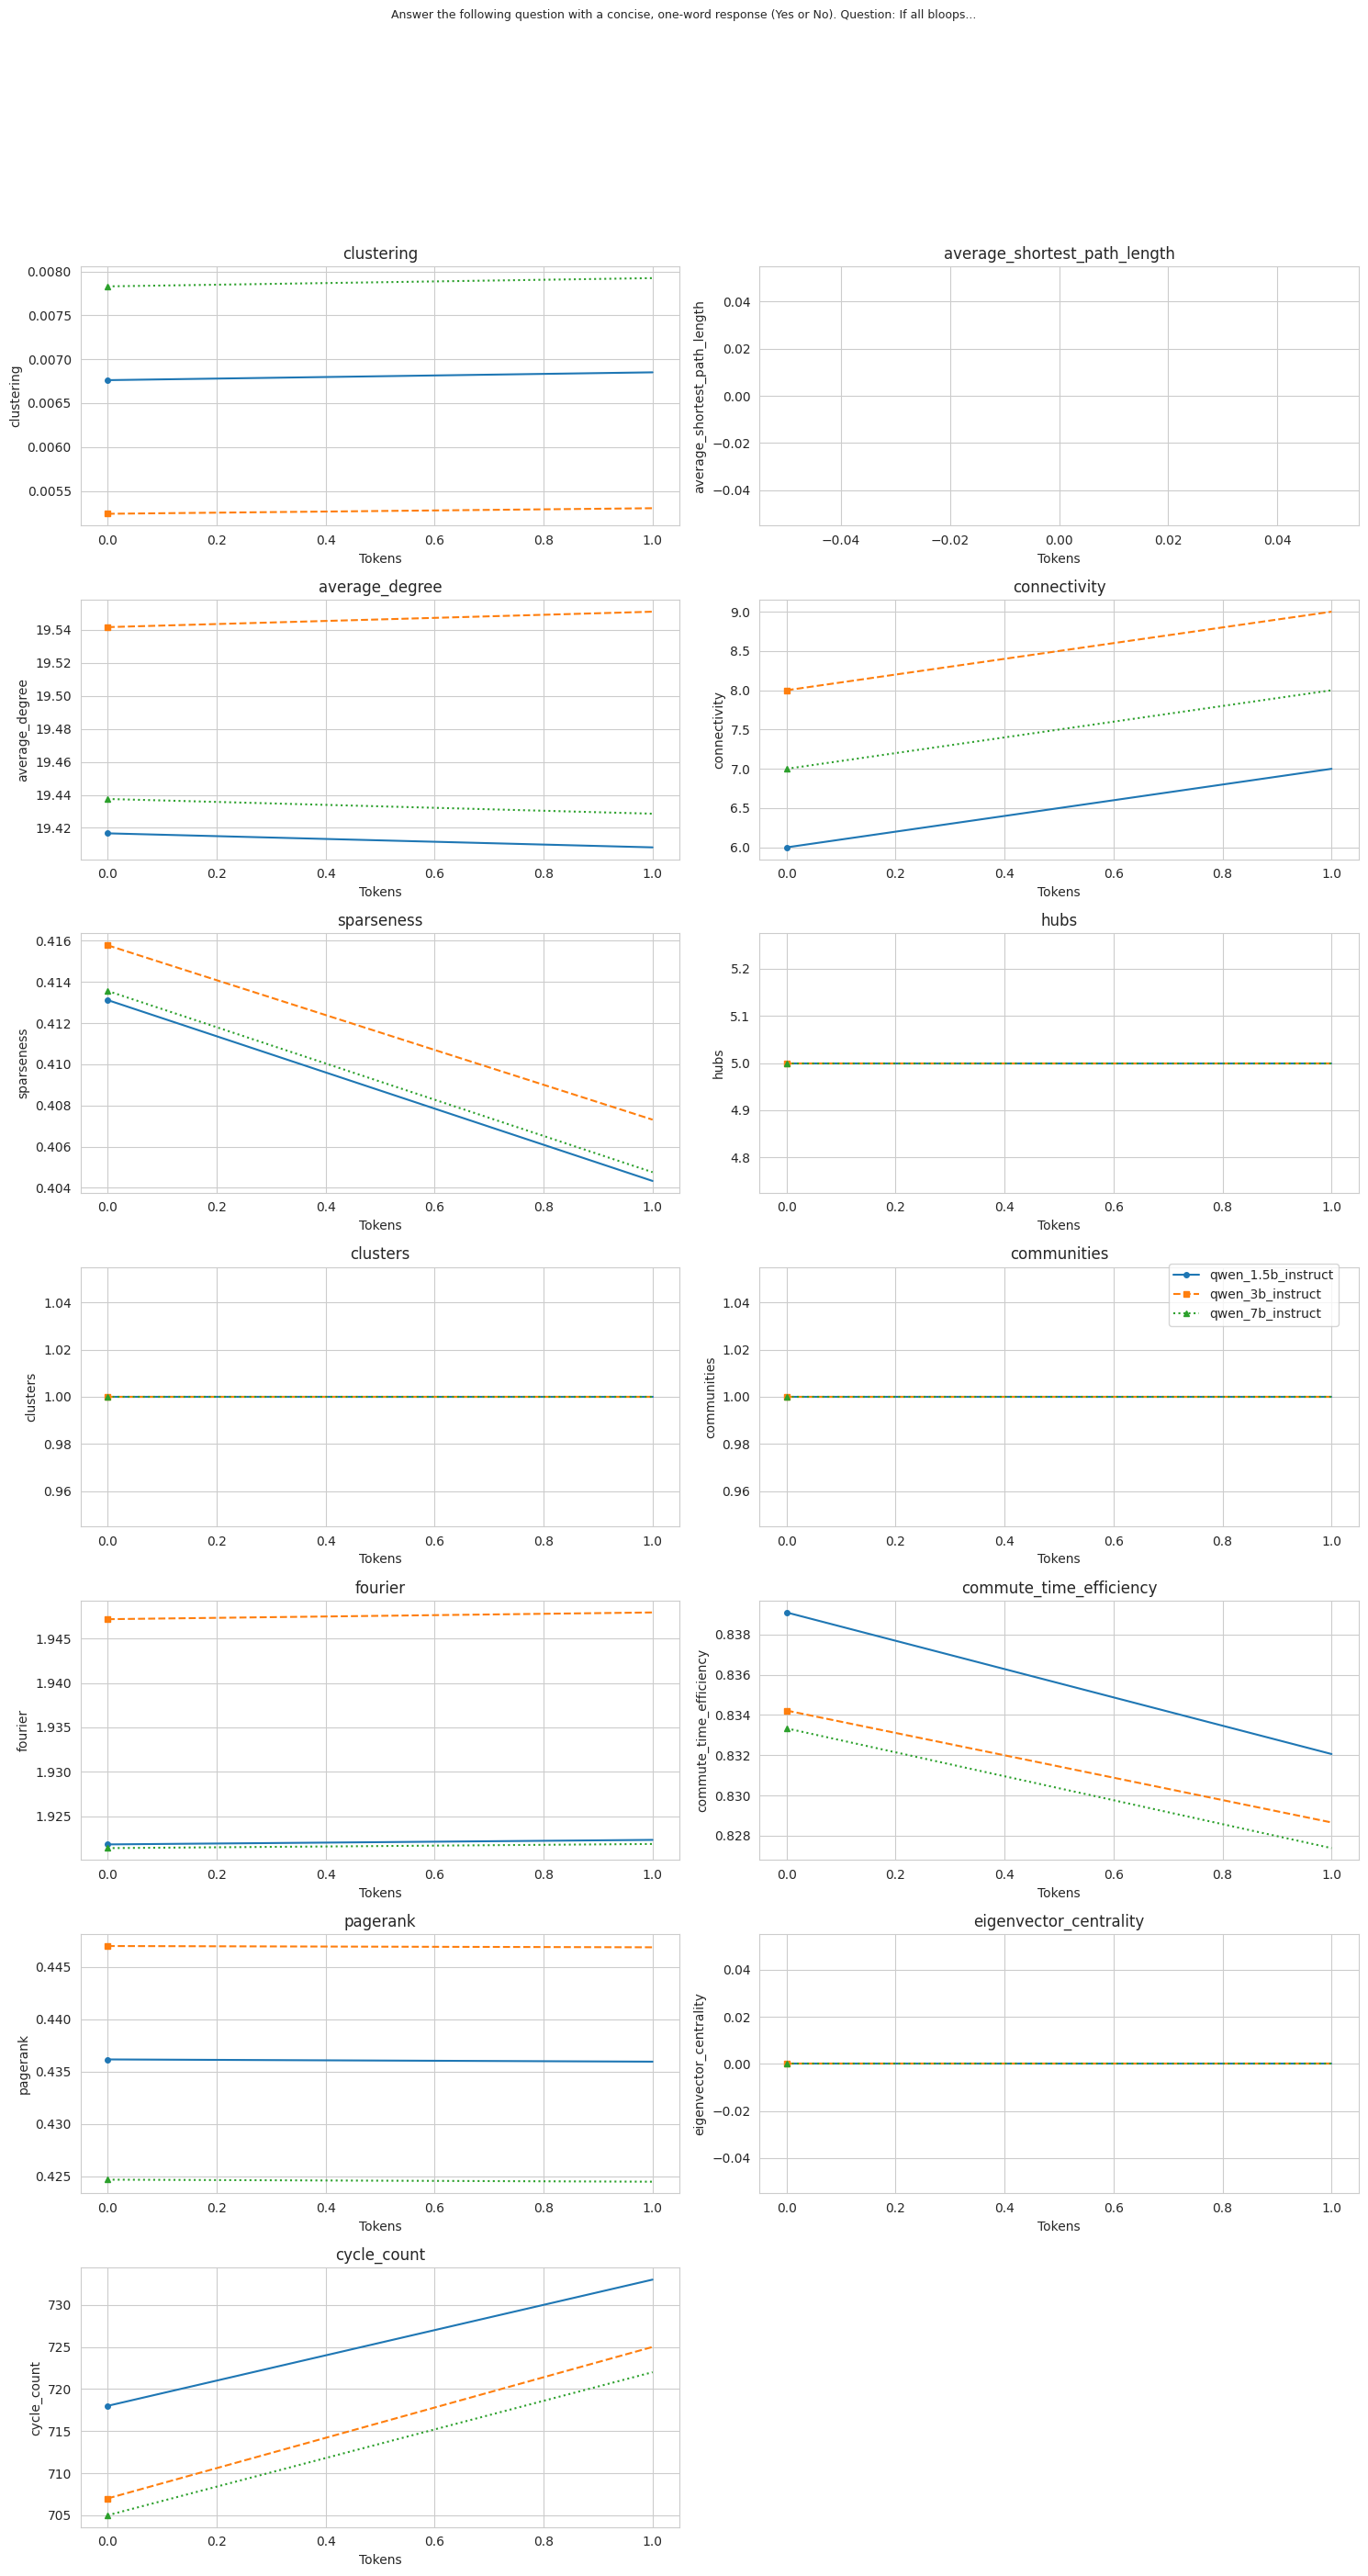 Answer the following question with a concise, one-word response (Yes or No). Question: If all bloops...
clustering
0.0080
0.0075
0.0070
0.0065
0.0060
0.0055
clustering
0.0 0.2 0.4 0.6 0.8 1.0
Tokens
average_shortest_path_length
0.04
0.02
0.00
−0.02
−0.04
average_shortest_path_length
−0.04 −0.02 0.00 0.02 0.04
Tokens
average_degree
19.54
19.52
19.50
19.48
19.46
19.44
19.42
average_degree
0.0 0.2 0.4 0.6 0.8 1.0
Tokens
connectivity
9.0
8.5
8.0
7.5
7.0
6.5
6.0
connectivity
0.0 0.2 0.4 0.6 0.8 1.0
Tokens
sparseness
0.416
0.414
0.412
0.410
0.408
0.406
0.404
sparseness
0.0 0.2 0.4 0.6 0.8 1.0
Tokens
hubs
5.2
5.1
5.0
4.9
4.8
hubs
0.0 0.2 0.4 0.6 0.8 1.0
Tokens
clusters
1.04
1.02
1.00
0.98
0.96
clusters
0.0 0.2 0.4 0.6 0.8 1.0
Tokens
communities
qwen_1.5b_instruct
qwen_3b_instruct
qwen_7b_instruct
1.04
1.02
1.00
0.98
0.96
communities
0.0 0.2 0.4 0.6 0.8 1.0
Tokens
fourier
1.945
1.940
1.935
1.930
1.925
fourier
0.0 0.2 0.4 0.6 0.8 1.0
Tokens
commute_time_efficiency
0.838
0.836
0.834
0.832
0.830
0.828
commute_time_efficiency
0.0 0.2 0.4 0.6 0.8 1.0
Tokens
pagerank
0.445
0.440
0.435
0.430
0.425
pagerank
0.0 0.2 0.4 0.6 0.8 1.0
Tokens
eigenvector_centrality
0.04
0.02
0.00
−0.02
−0.04
eigenvector_centrality
0.0 0.2 0.4 0.6 0.8 1.0
Tokens
cycle_count
730
725
720
715
710
705
cycle_count
0.0 0.2 0.4 0.6 0.8 1.0
Tokens